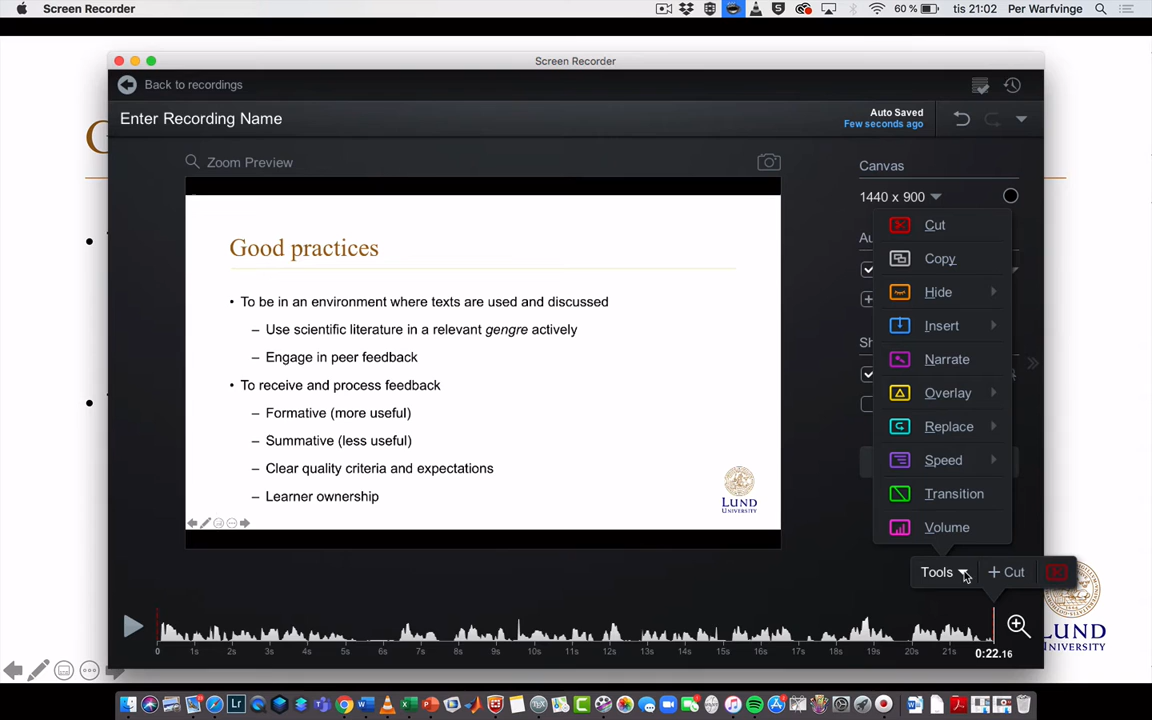 Screen Recorder
60 %
tis 21:02
Per Warfvinge
Screen Recorder
Back to recordings
Enter Recording Name
Auto Saved
Few seconds ago
Zoom Preview
Canvas
1440 x 900
G
Good practices
• To be in an environment where texts are used and discussed
– Use scientific literature in a relevant gengre actively
– Engage in peer feedback
• To receive and process feedback
– Formative (more useful)
– Summative (less useful)
– Clear quality criteria and expectations
– Learner ownership
LUND
UNIVERSITY
Au
Sh
Cut
Copy
Hide
Insert
Narrate
Overlay
Replace
Speed
Transition
Volume
Tools
+ Cut
0 1s 2s 3s 4s 5s 6s 7s 8s 9s 10s 11s 12s 13s 14s 15s 16s 17s 18s 19s 20s 21s
0:22.16
LUND
UNIVERSITY